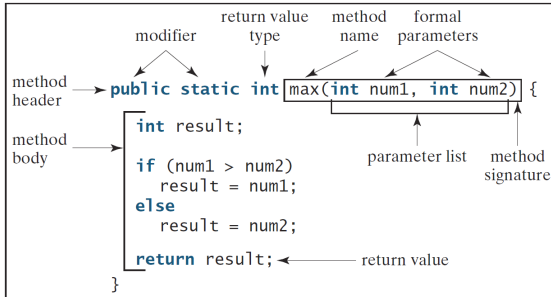 return value method formal
modifier type name parameters
method header
public static int max(int num1, int num2) {
method body
int result;
if (num1 > num2)
result = num1;
else
result = num2;
parameter list method signature
return result; return value
}